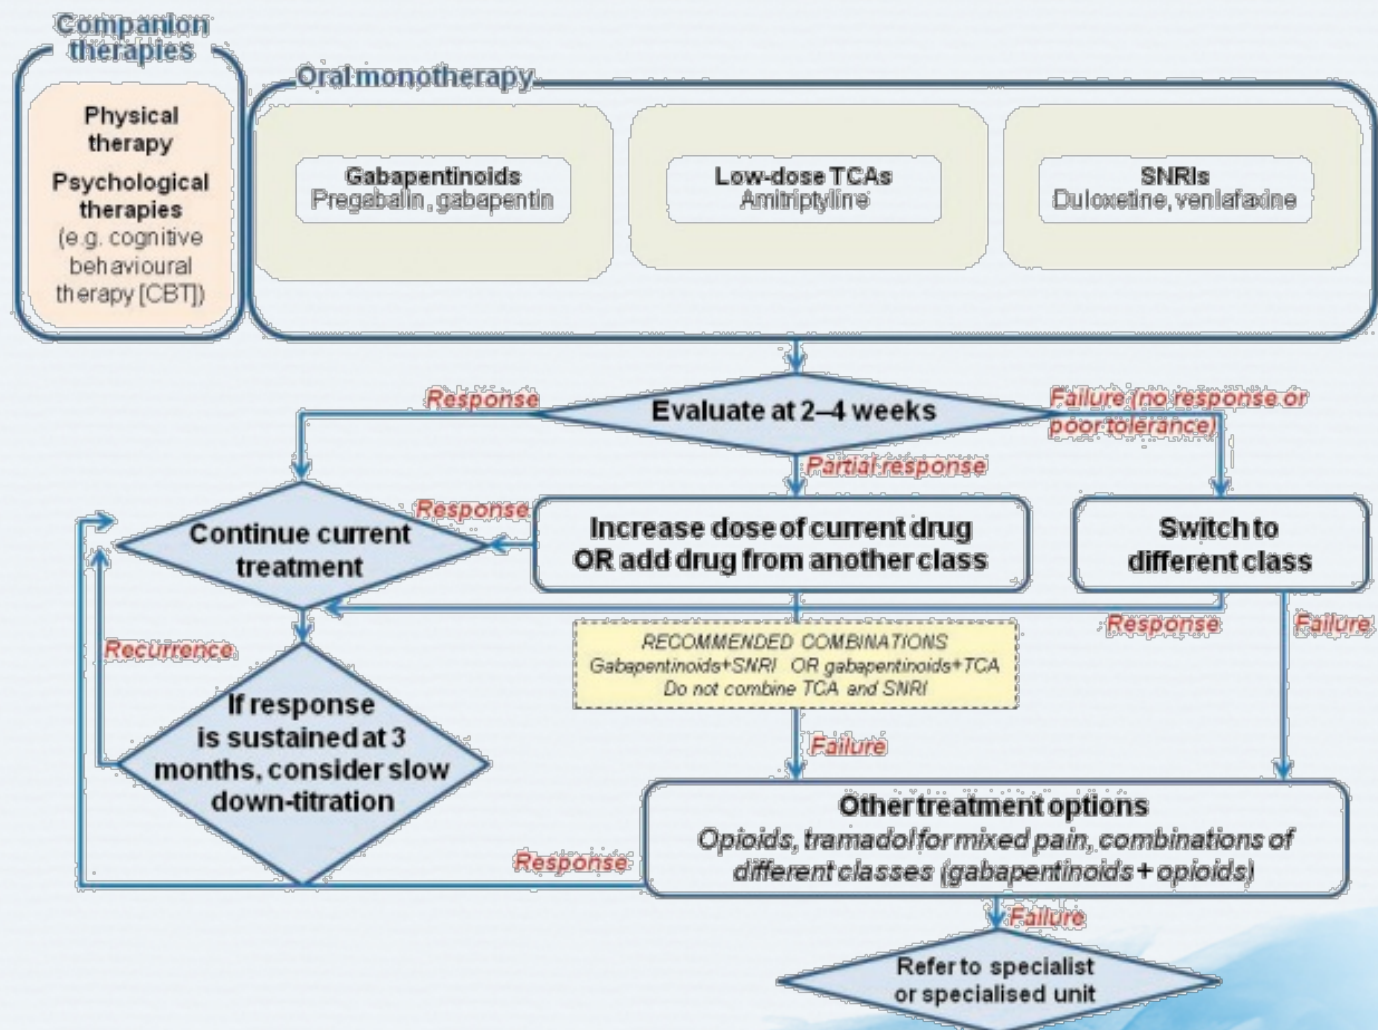 Companion
therapies
Physical
therapy
Psychological
therapies
(e.g. cognitive
behavioural
therapy [CBT])
Oral monotherapy
Gabapentinoids
Pregabalin, gabapentin
Low-dose TCAs
Amitriptyline
SNRIs
Duloxetine, venlafaxine
Evaluate at 2–4 weeks
Response
Failure (no response or
poor tolerance)
Partial response
Continue current
treatment
Response
Increase dose of current drug
OR add drug from another class
Switch to
different class
Response
Failure
RECOMMENDED COMBINATIONS
Gabapentinoids+SNRI OR gabapentinoids+TCA
Do not combine TCA and SNRI
Recurrence
If response
is sustained at 3
months, consider slow
down-titration
Failure
Other treatment options
Opioids, tramadol for mixed pain, combinations of
different classes (gabapentinoids + opioids)
Response
Failure
Refer to specialist
or specialised unit